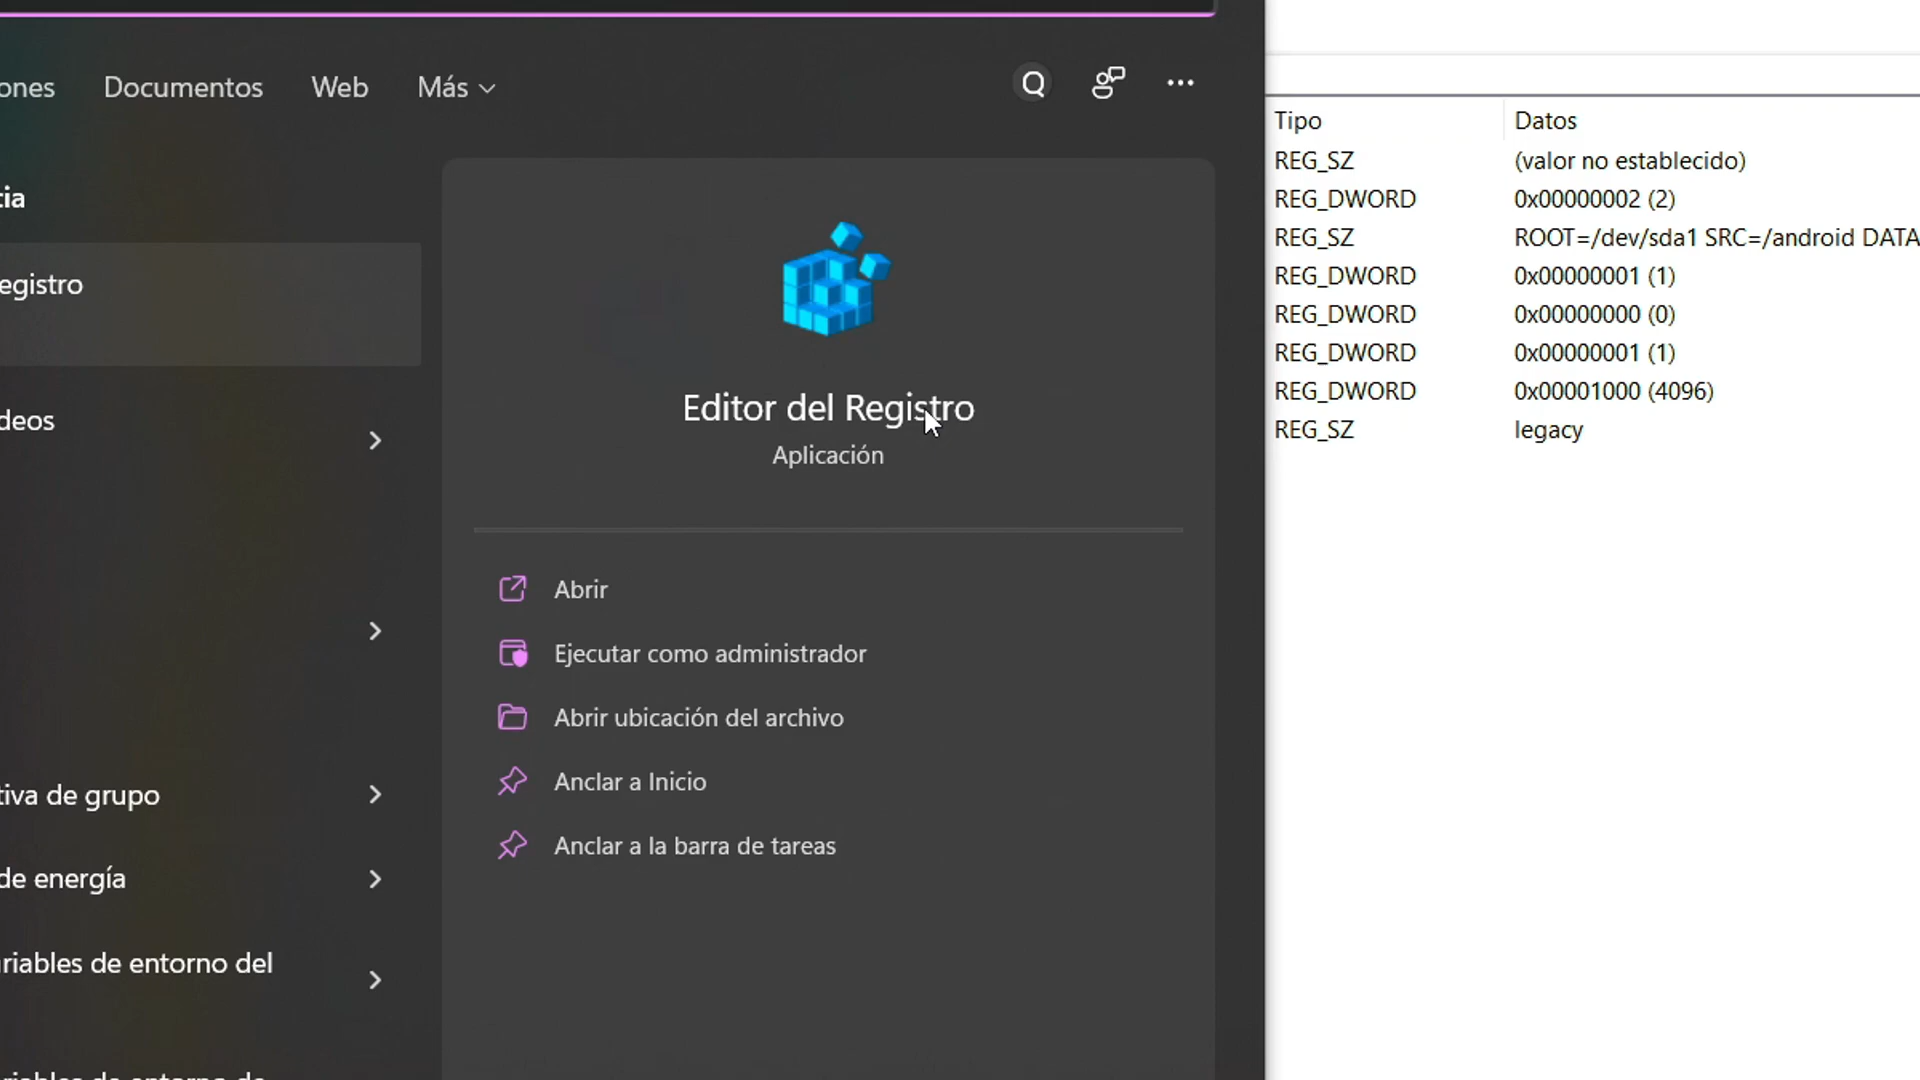 ones Documentos Web Más
Q
cia
egistro
deos
tiva de grupo
de energía
riables de entorno del
Editor del Registro
Aplicación
Abrir
Ejecutar como administrador
Abrir ubicación del archivo
Anclar a Inicio
Anclar a la barra de tareas
Tipo Datos
REG_SZ (valor no establecido)
REG_DWORD 0x00000002 (2)
REG_SZ ROOT=/dev/sda1 SRC=/android DATA
REG_DWORD 0x00000001 (1)
REG_DWORD 0x00000000 (0)
REG_DWORD 0x00000001 (1)
REG_DWORD 0x00001000 (4096)
REG_SZ legacy